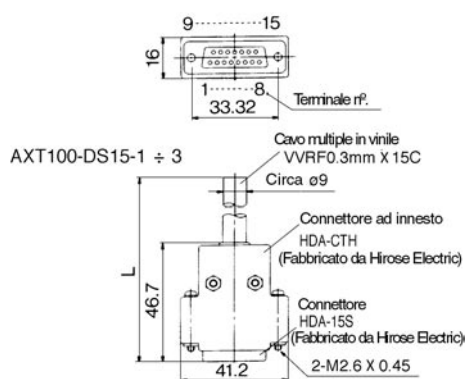 9 15
16
1 8
Terminale nº.
33.32
Cavo multiple in vinile
AXT100-DS15-1 ÷ 3
VVRF0.3mm X 15C
Circa ø9
Connettore ad innesto
HDA-CTH
(Fabbricato da Hirose Electric)
L
46.7
Connettore
HDA-15S
(Fabbricato da Hirose Electric)
2-M2.6 X 0.45
41.2